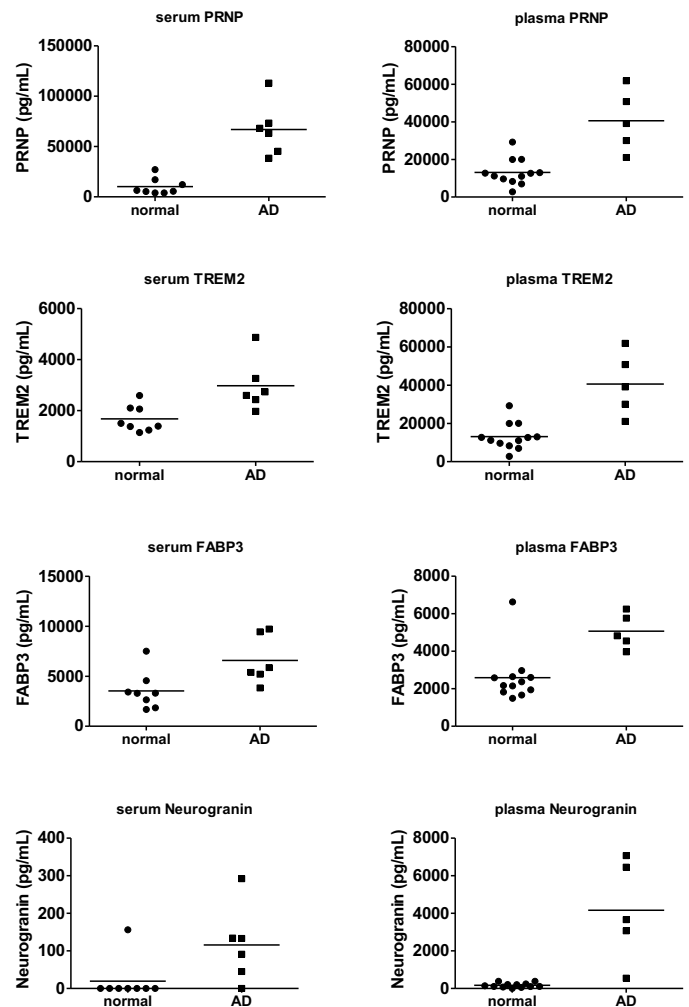 serum PRNP
PRNP (pg/mL)
150000
100000
50000
0
normal AD
plasma PRNP
PRNP (pg/mL)
80000
60000
40000
20000
0
normal AD
serum TREM2
TREM2 (pg/mL)
6000
4000
2000
0
normal AD
plasma TREM2
TREM2 (pg/mL)
80000
60000
40000
20000
0
normal AD
serum FABP3
FABP3 (pg/mL)
15000
10000
5000
0
normal AD
plasma FABP3
FABP3 (pg/mL)
8000
6000
4000
2000
0
normal AD
serum Neurogranin
Neurogranin (pg/mL)
400
300
200
100
0
normal AD
plasma Neurogranin
Neurogranin (pg/mL)
8000
6000
4000
2000
0
normal AD